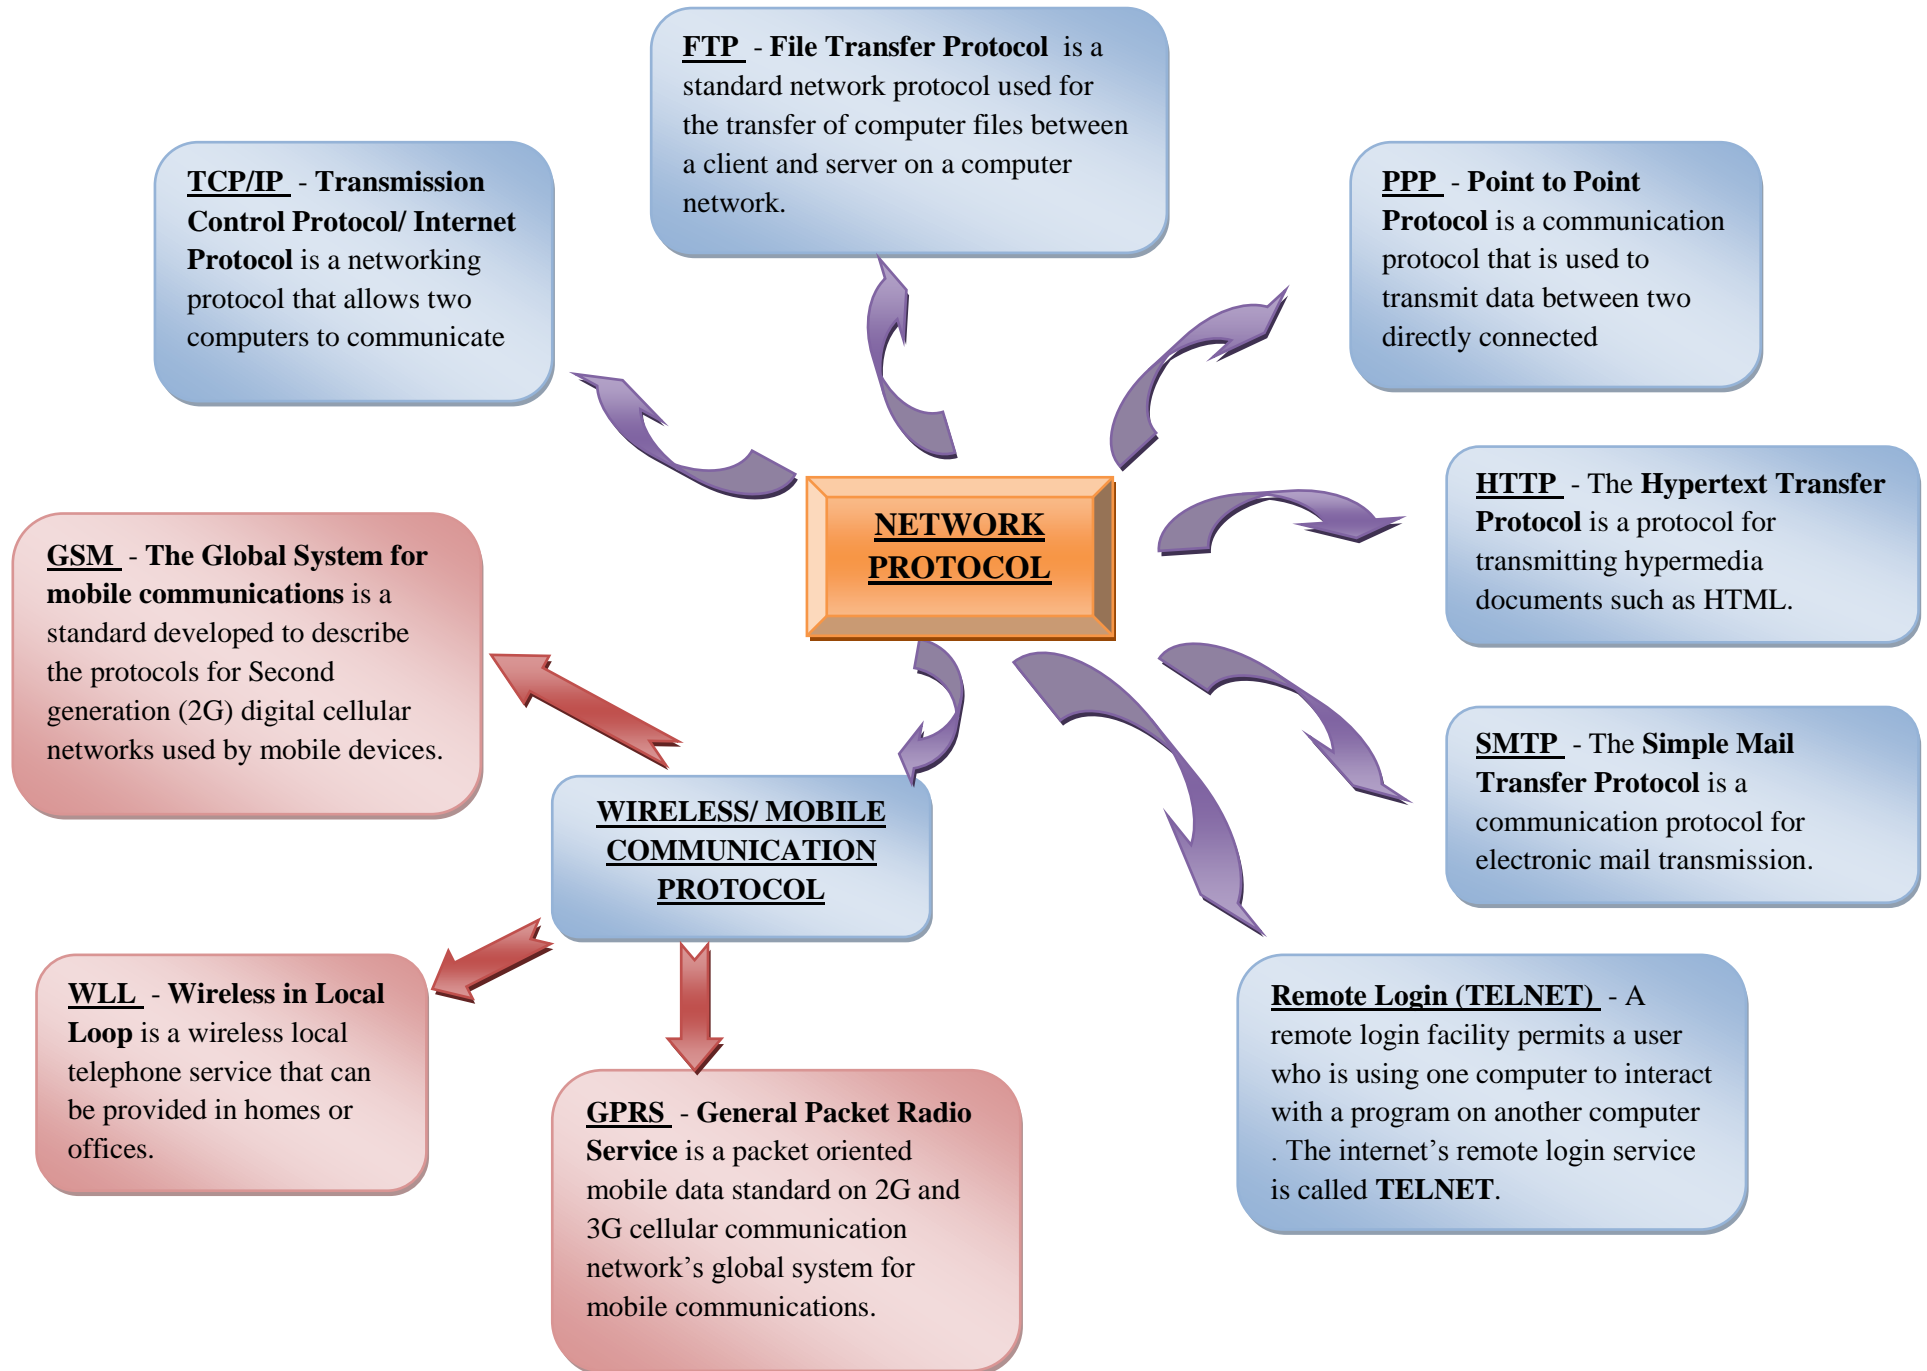 FTP - File Transfer Protocol is a
standard network protocol used for
the transfer of computer files between
a client and server on a computer
network.
TCP/IP - Transmission
Control Protocol/ Internet
Protocol is a networking
protocol that allows two
computers to communicate
PPP - Point to Point
Protocol is a communication
protocol that is used to
transmit data between two
directly connected
NETWORK
PROTOCOL
HTTP - The Hypertext Transfer
Protocol is a protocol for
transmitting hypermedia
documents such as HTML.
GSM - The Global System for
mobile communications is a
standard developed to describe
the protocols for Second
generation (2G) digital cellular
networks used by mobile devices.
SMTP - The Simple Mail
Transfer Protocol is a
communication protocol for
electronic mail transmission.
WIRELESS/ MOBILE
COMMUNICATION
PROTOCOL
WLL - Wireless in Local
Loop is a wireless local
telephone service that can
be provided in homes or
offices.
Remote Login (TELNET) - A
remote login facility permits a user
who is using one computer to interact
with a program on another computer
. The internet’s remote login service
is called TELNET.
GPRS - General Packet Radio
Service is a packet oriented
mobile data standard on 2G and
3G cellular communication
network’s global system for
mobile communications.